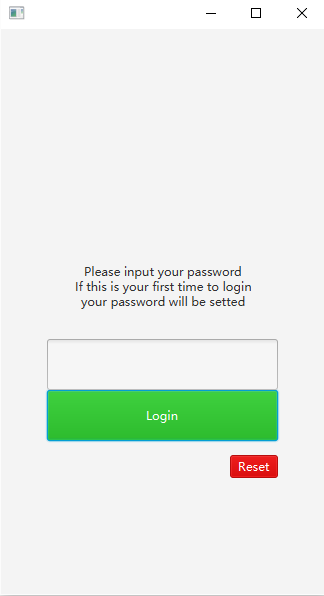 Please input your password
If this is your first time to login
your password will be setted
Login
Reset